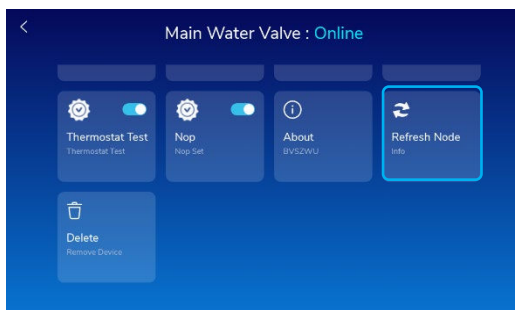 Main Water Valve : Online
Thermostat Test
Thermostat Test
Nop
Nop Set
About
BVSZWU
Refresh Node
Info
Delete
Remove Device